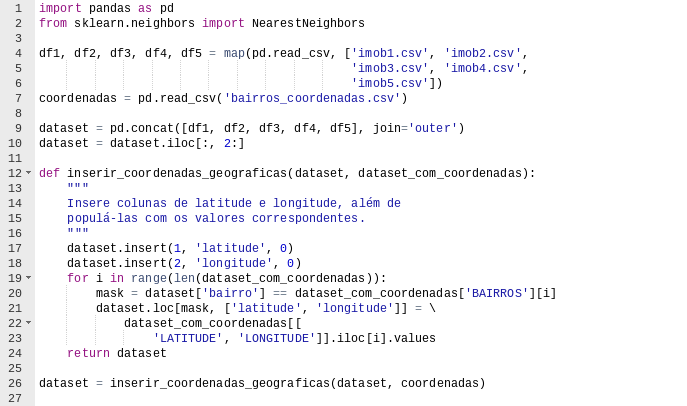 1 import pandas as pd
2 from sklearn.neighbors import NearestNeighbors
3
4 df1, df2, df3, df4, df5 = map(pd.read_csv, ['imob1.csv', 'imob2.csv',
5                                             'imob3.csv', 'imob4.csv',
6                                             'imob5.csv'])
7 coordenadas = pd.read_csv('bairros_coordenadas.csv')
8
9 dataset = pd.concat([df1, df2, df3, df4, df5], join='outer')
10 dataset = dataset.iloc[:, 2:]
11
12 def inserir_coordenadas_geograficas(dataset, dataset_com_coordenadas):
13     """
14     Insere colunas de latitude e longitude, além de
15     populá-las com os valores correspondentes.
16     """
17     dataset.insert(1, 'latitude', 0)
18     dataset.insert(2, 'longitude', 0)
19     for i in range(len(dataset_com_coordenadas)):
20         mask = dataset['bairro'] == dataset_com_coordenadas['BAIRROS'][i]
21         dataset.loc[mask, ['latitude', 'longitude']] = \
22             dataset_com_coordenadas[[
23                 'LATITUDE', 'LONGITUDE']].iloc[i].values
24     return dataset
25
26 dataset = inserir_coordenadas_geograficas(dataset, coordenadas)
27